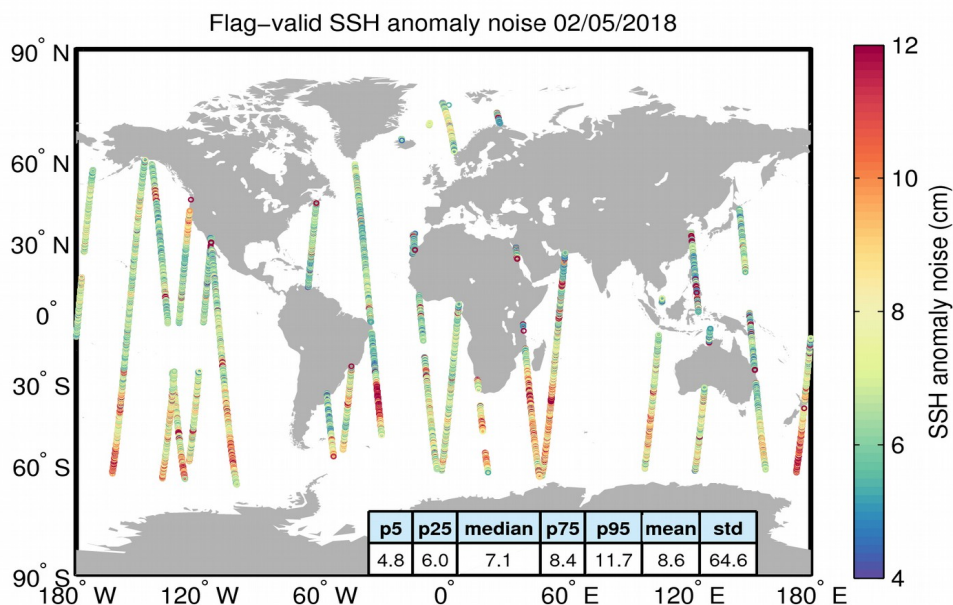 Flag−valid SSH anomaly noise 02/05/2018
90° N
60° N
30° N
0°
30° S
60° S
90° S
180° W
120° W
60° W
0°
60° E
120° E
180° E
12
10
8
6
4
SSH anomaly noise (cm)
p5 p25 median p75 p95 mean std
4.8 6.0 7.1 8.4 11.7 8.6 64.6